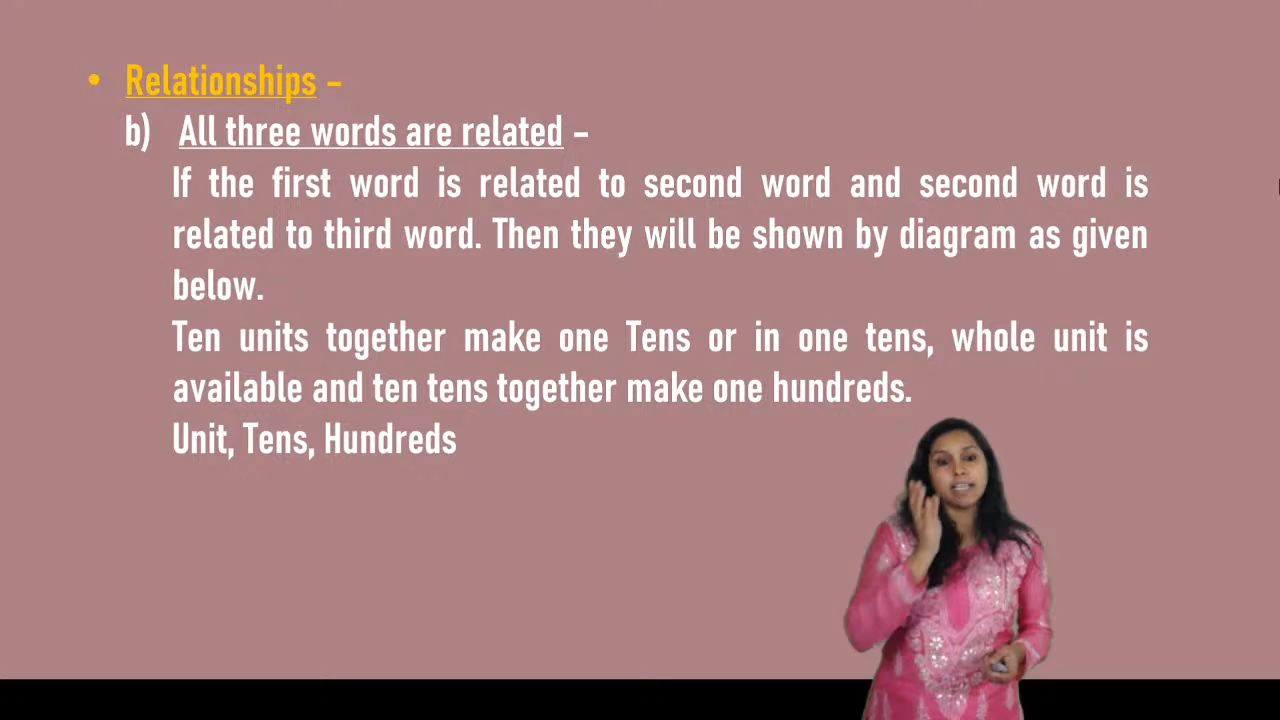 • Relationships –
b) All three words are related –
If the first word is related to second word and second word is
related to third word. Then they will be shown by diagram as given
below.
Ten units together make one Tens or in one tens, whole unit is
available and ten tens together make one hundreds.
Unit, Tens, Hundreds